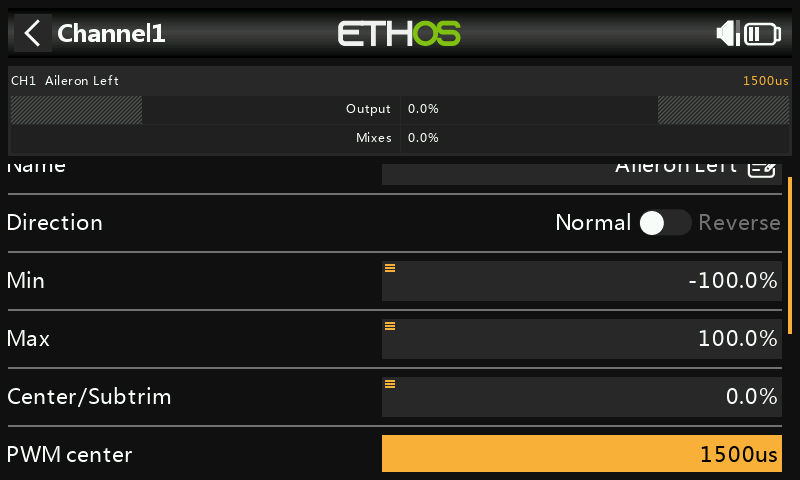 Channel1
ETHOS
CH1 Aileron Left 1500us
Output 0.0%
Mixes 0.0%
Name Aileron Left
Direction Normal Reverse
Min -100.0%
Max 100.0%
Center/Subtrim 0.0%
PWM center 1500us